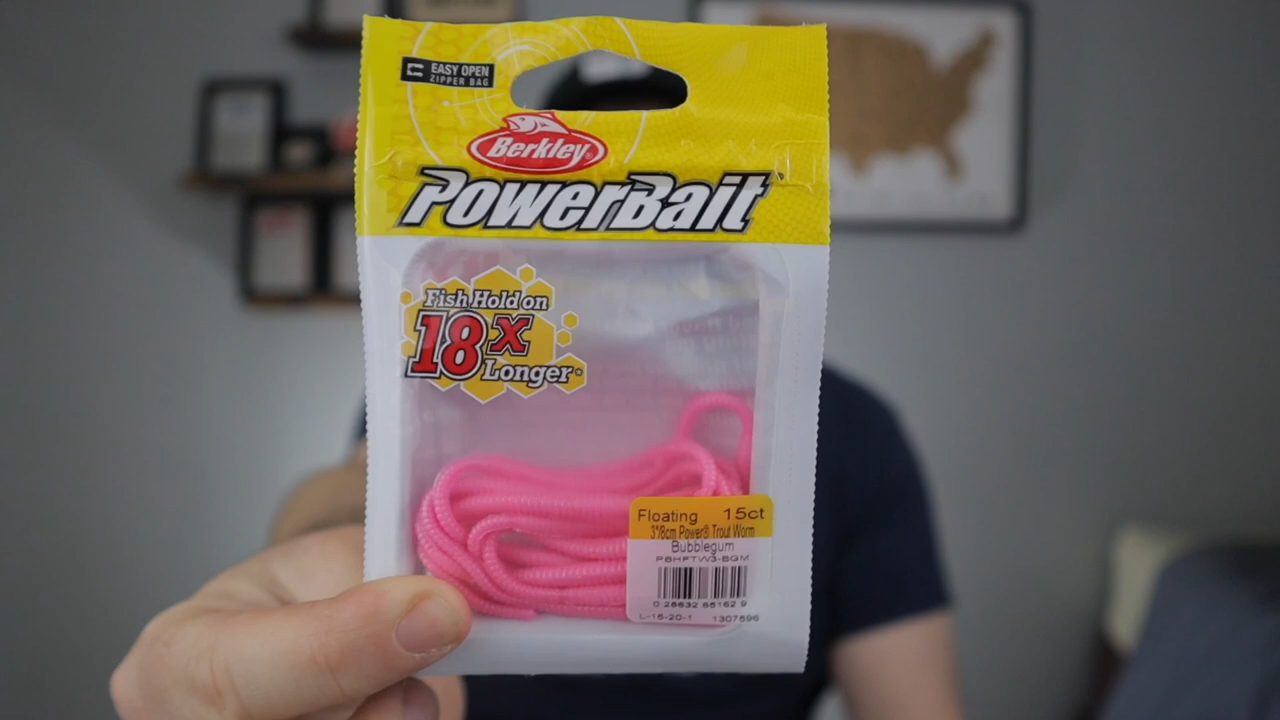 EASY OPEN
ZIPPER BAG
Berkley®
PowerBait®
Fish Hold on
18x
Longer*
Floating 15ct
3"/8cm Power® Trout Worm
Bubblegum
PBHFTW3-BGM
0 28632 66162 9
L-15-20-1 1307896